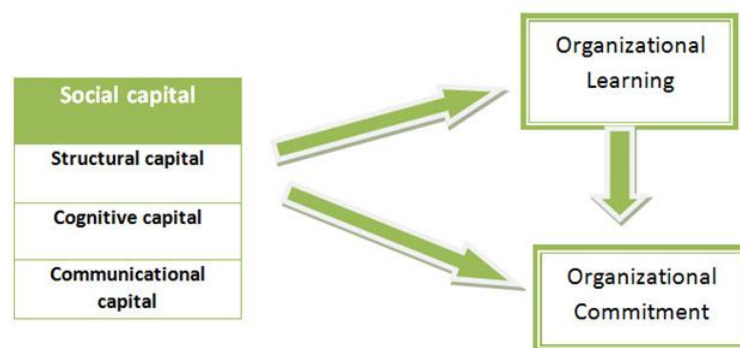 Social capital
Structural capital
Cognitive capital
Communicational
capital
Organizational
Learning
Organizational
Commitment